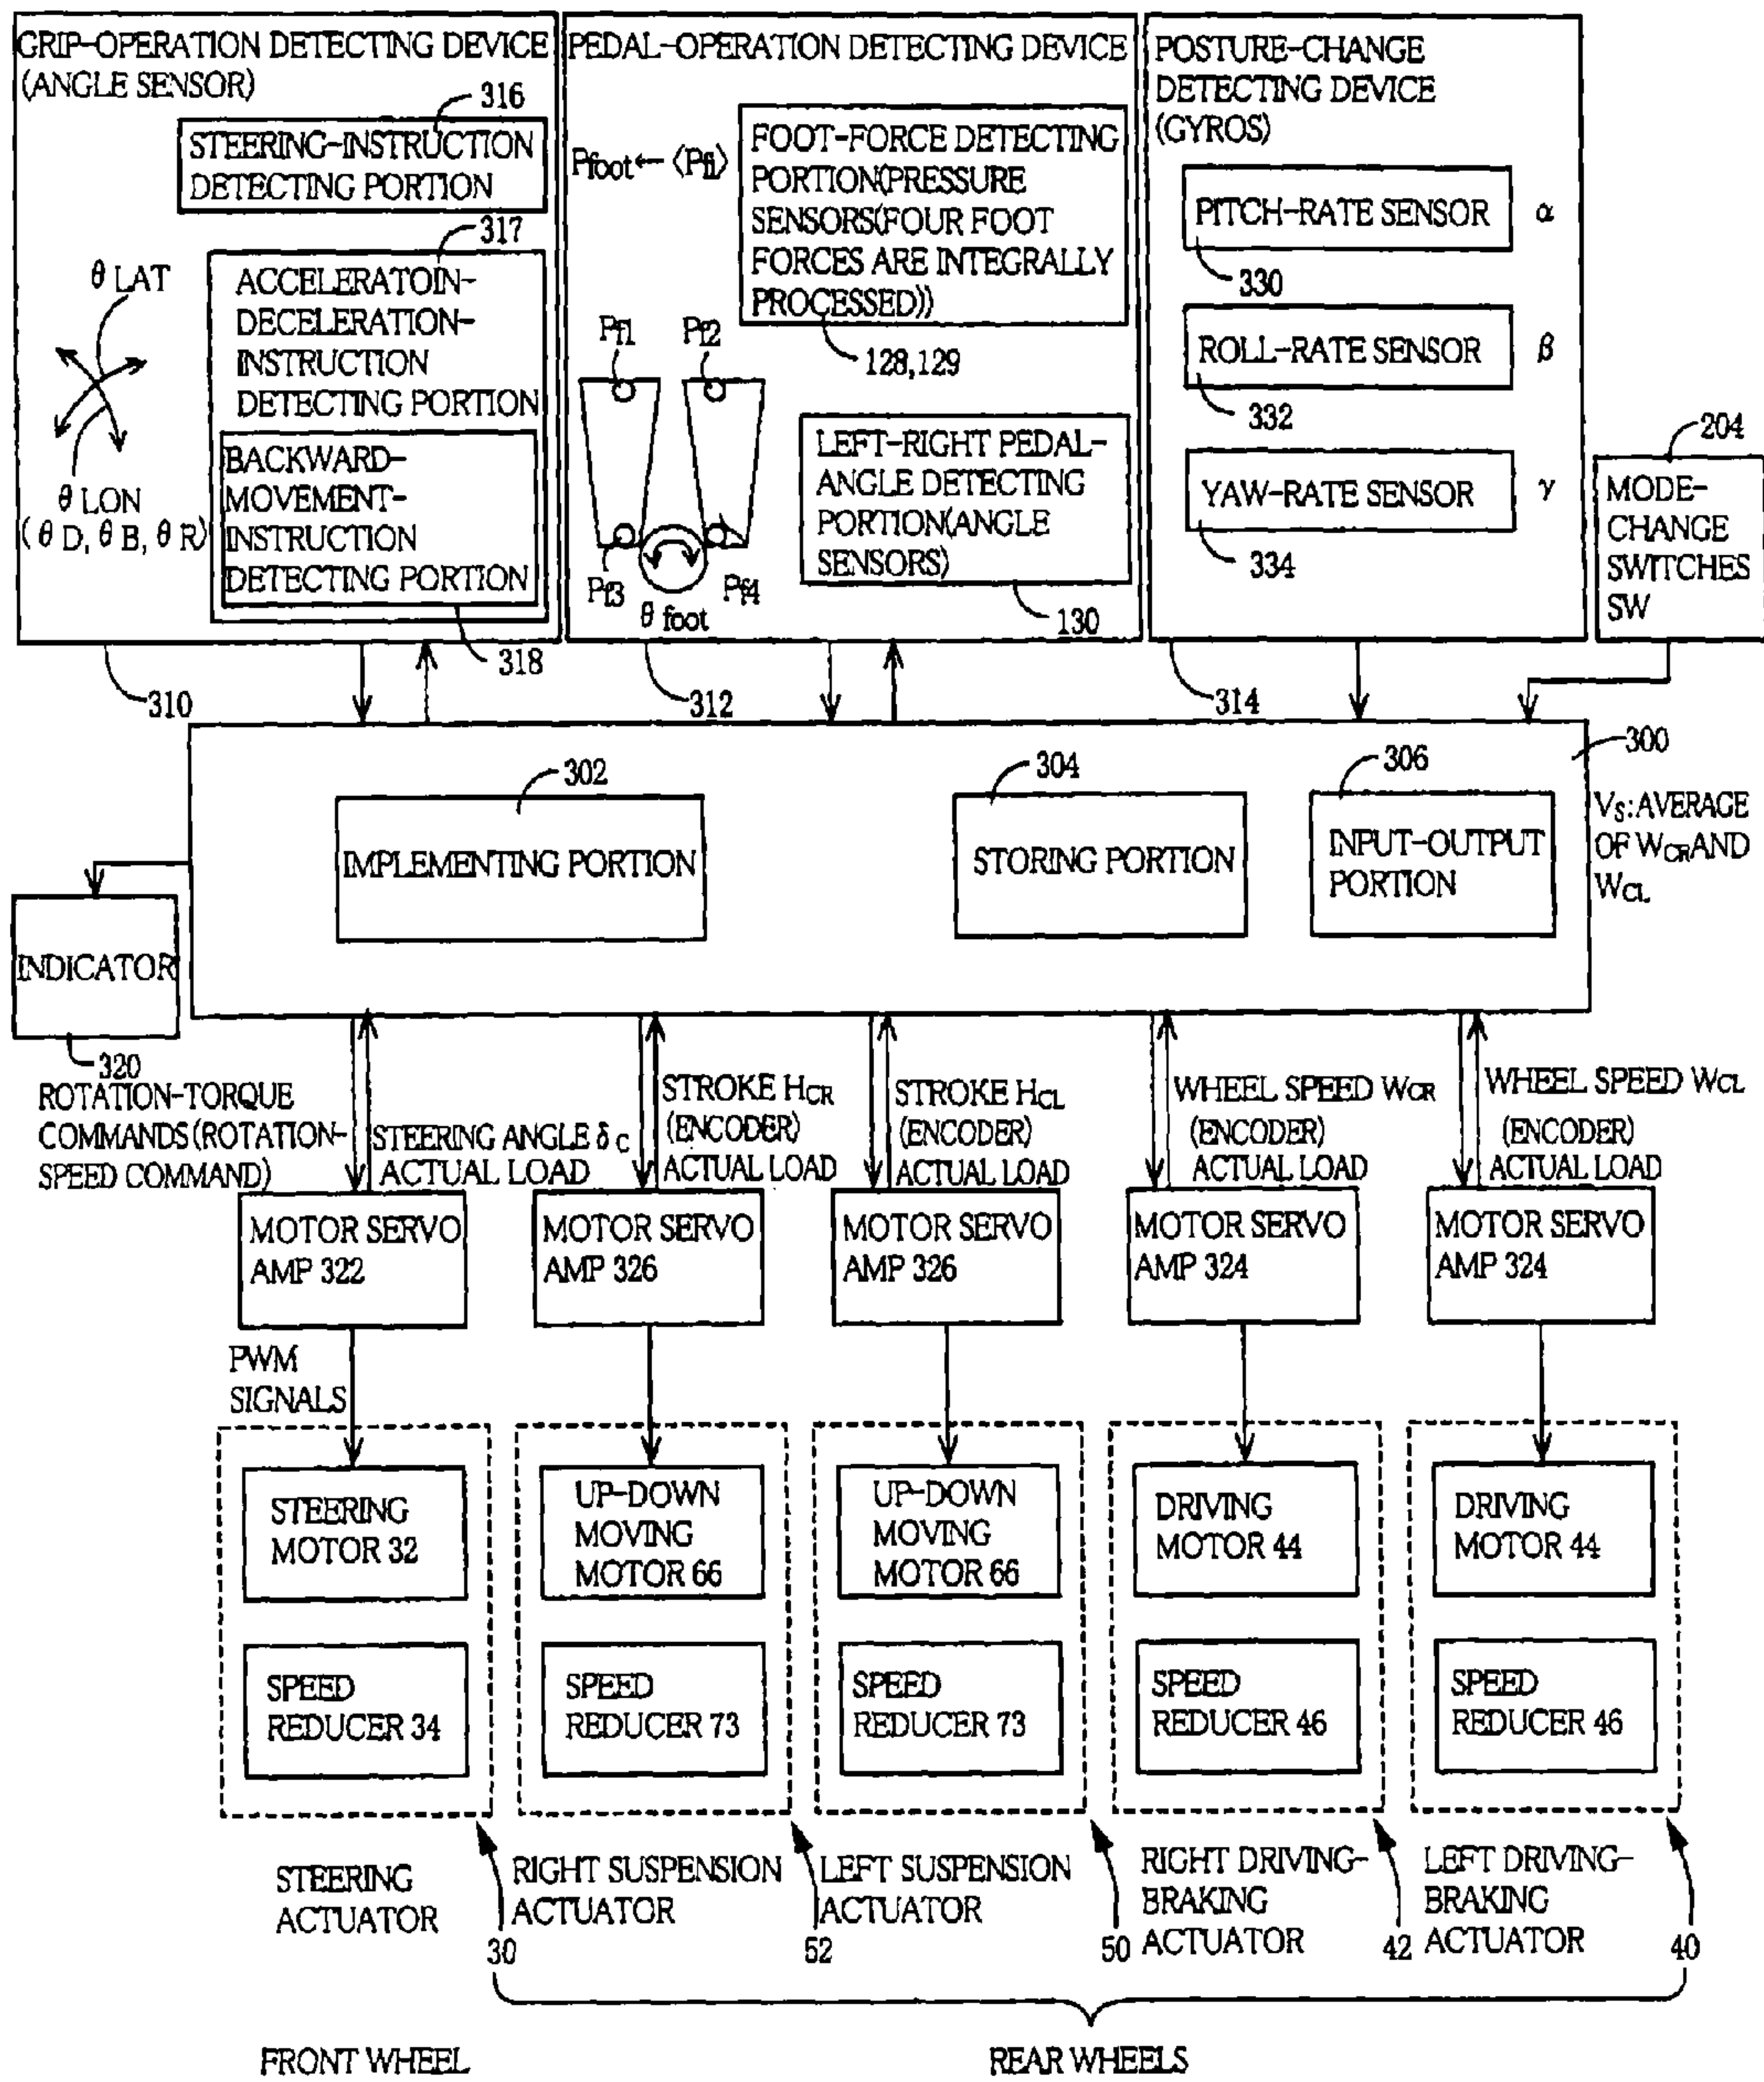 GRIP-OPERATION DETECTING DEVICE
(ANGLE SENSOR)
316
STEERING-INSTRUCTION
DETECTING PORTION
317
ACCELERATOIN-
DECELERATION-
INSTRUCTION
DETECTING PORTION
BACKWARD-
MOVEMENT-
INSTRUCTION
DETECTING PORTION
318
θ LAT
θ LON
(θ D, θ B, θ R)
310
PEDAL-OPERATION DETECTING DEVICE
Pfoot← (Pfi)
FOOT-FORCE DETECTING
PORTION(PRESSURE
SENSORS(FOUR FOOT
FORCES ARE INTEGRALLY
PROCESSED))
128,129
Pf1
Pf2
Pf3
Pf4
θ foot
LEFT-RIGHT PEDAL-
ANGLE DETECTING
PORTION(ANGLE
SENSORS)
130
312
POSTURE-CHANGE
DETECTING DEVICE
(GYROS)
PITCH-RATE SENSOR
α
330
ROLL-RATE SENSOR
β
332
YAW-RATE SENSOR
γ
334
314
204
MODE-
CHANGE
SWITCHES
SW
300
302
IMPLEMENTING PORTION
304
STORING PORTION
306
INPUT-OUTPUT
PORTION
VS:AVERAGE
OF WCRAND
WCL
INDICATOR
320
ROTATION-TORQUE
COMMANDS(ROTATION-
SPEED COMMAND)
STEERING ANGLE δ C
ACTUAL LOAD
STROKE HCR
(ENCODER)
ACTUAL LOAD
STROKE HCL
(ENCODER)
ACTUAL LOAD
WHEEL SPEED WCR
(ENCODER)
ACTUAL LOAD
WHEEL SPEED WCL
(ENCODER)
ACTUAL LOAD
MOTOR SERVO
AMP 322
MOTOR SERVO
AMP 326
MOTOR SERVO
AMP 326
MOTOR SERVO
AMP 324
MOTOR SERVO
AMP 324
PWM
SIGNALS
STEERING
MOTOR 32
UP-DOWN
MOVING
MOTOR 66
UP-DOWN
MOVING
MOTOR 66
DRIVING
MOTOR 44
DRIVING
MOTOR 44
SPEED
REDUCER 34
SPEED
REDUCER 73
SPEED
REDUCER 73
SPEED
REDUCER 46
SPEED
REDUCER 46
STEERING
ACTUATOR
30
RIGHT SUSPENSION
ACTUATOR
52
LEFT SUSPENSION
ACTUATOR
50
RIGHT DRIVING-
BRAKING
ACTUATOR
42
LEFT DRIVING-
BRAKING
ACTUATOR
40
FRONT WHEEL
REAR WHEELS